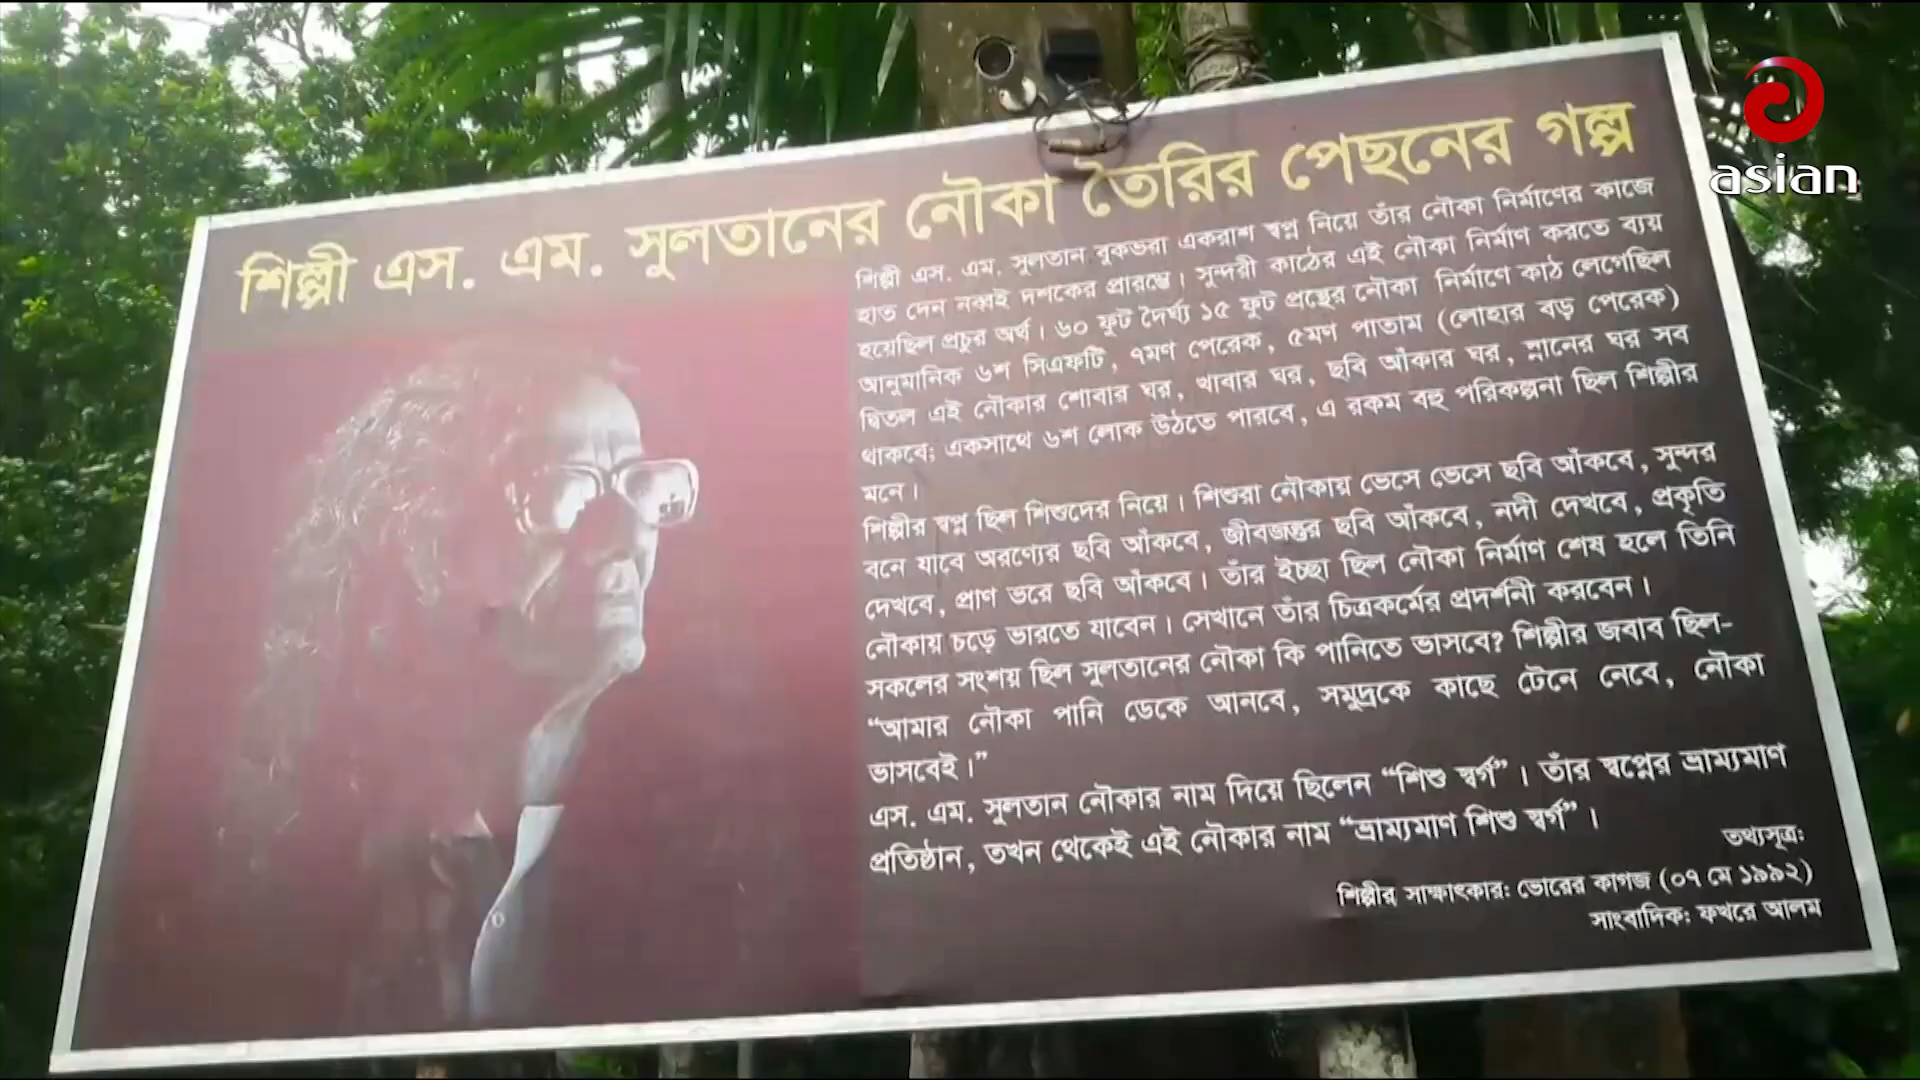 asian
শিল্পী এস. এম. সুলতানের নৌকা তৈরির পেছনের গল্প
শিল্পী এস. এম. সুলতান বুকভরা একরাশ স্বপ্ন নিয়ে তাঁর নৌকা নির্মাণের কাজে
হাত দেন নব্বই দশকের প্রারম্ভে। সুন্দরী কাঠের এই নৌকা নির্মাণ করতে ব্যয়
হয়েছিল প্রচুর অর্থ। ৬০ ফুট দৈর্ঘ্য ১৫ ফুট প্রস্থের নৌকা নির্মাণে কাঠ লেগেছিল
আনুমানিক ৬শ সিএফটি, ৭মণ পেরেক, ৫মণ পাতাম (লোহার বড় পেরেক)
দ্বিতল এই নৌকার শোবার ঘর, খাবার ঘর, ছবি আঁকার ঘর, স্নানের ঘর সব
থাকবে; একসাথে ৬শ লোক উঠতে পারবে, এ রকম বহু পরিকল্পনা ছিল শিল্পীর
মনে।
শিল্পীর স্বপ্ন ছিল শিশুদের নিয়ে। শিশুরা নৌকায় ভেসে ভেসে ছবি আঁকবে, সুন্দর
বনে যাবে অরণ্যের ছবি আঁকবে, জীবজন্তুর ছবি আঁকবে, নদী দেখবে, প্রকৃতি
দেখবে, প্রাণ ভরে ছবি আঁকবে। তাঁর ইচ্ছা ছিল নৌকা নির্মাণ শেষ হলে তিনি
নৌকায় চড়ে ভারতে যাবেন। সেখানে তাঁর চিত্রকর্মের প্রদর্শনী করবেন।
সকলের সংশয় ছিল সুলতানের নৌকা কি পানিতে ভাসবে? শিল্পীর জবাব ছিল-
“আমার নৌকা পানি ডেকে আনবে, সমুদ্রকে কাছে টেনে নেবে, নৌকা
ভাসবেই।”
এস. এম. সুলতান নৌকার নাম দিয়ে ছিলেন “শিশু স্বর্গ”। তাঁর স্বপ্নের ভ্রাম্যমাণ
প্রতিষ্ঠান, তখন থেকেই এই নৌকার নাম “ভ্রাম্যমাণ শিশু স্বর্গ”।
তথ্যসূত্র:
শিল্পীর সাক্ষাৎকার: ভোরের কাগজ (০৭ মে ১৯৯২)
সাংবাদিক: ফখরে আলম